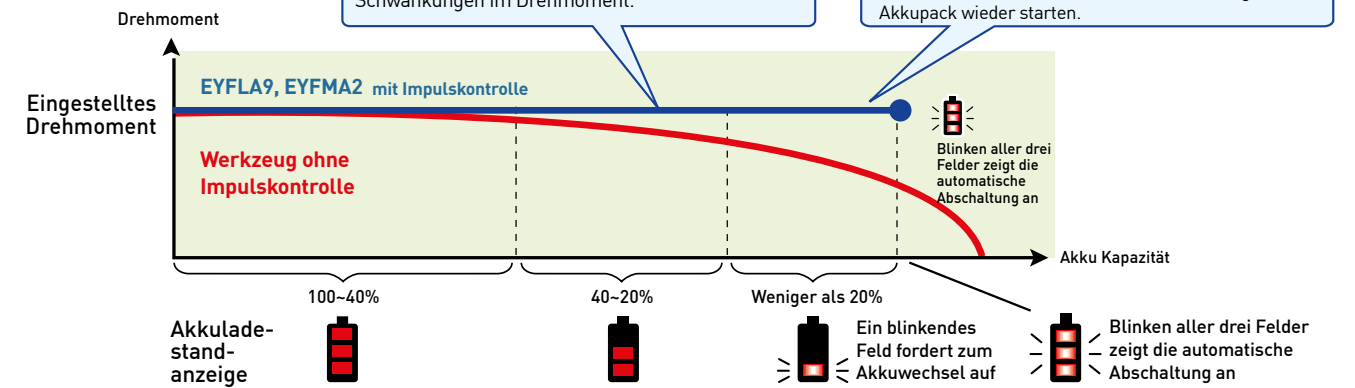 Schwankungen im Drehmoment.
Akkupack wieder starten.
Drehmoment
EYFLA9, EYFMA2 mit Impulskontrolle
Eingestelltes
Drehmoment
Werkzeug ohne
Impulskontrolle
Blinken aller drei
Felder zeigt die
automatische
Abschaltung an
Akku Kapazität
100~40%
40~20%
Weniger als 20%
Akkulade-
stand-
anzeige
Ein blinkendes
Feld fordert zum
Akkuwechsel auf
Blinken aller drei Felder
zeigt die automatische
Abschaltung an